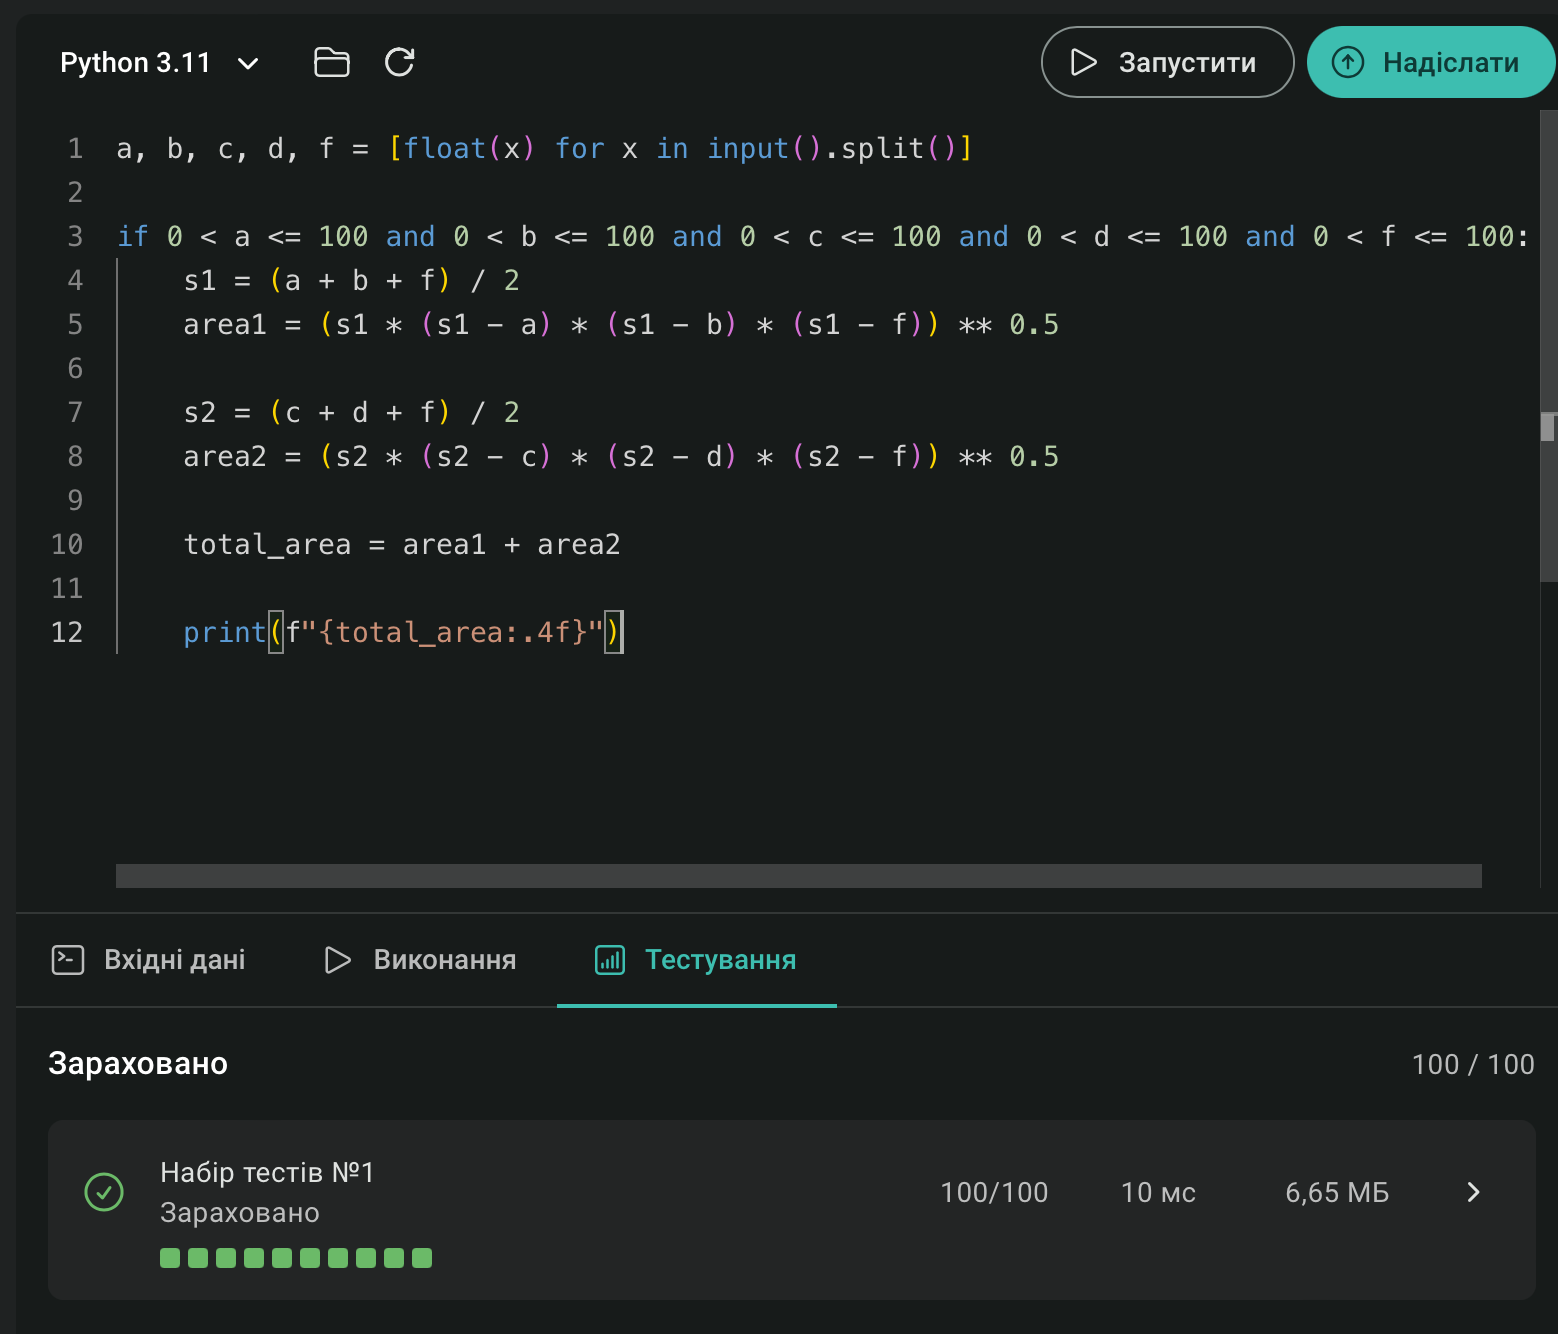 Python 3.11
Запустити
Надіслати
1 a, b, c, d, f = [float(x) for x in input().split()]
2
3 if 0 < a <= 100 and 0 < b <= 100 and 0 < c <= 100 and 0 < d <= 100 and 0 < f <= 100:
4     s1 = (a + b + f) / 2
5     area1 = (s1 * (s1 - a) * (s1 - b) * (s1 - f)) ** 0.5
6
7     s2 = (c + d + f) / 2
8     area2 = (s2 * (s2 - c) * (s2 - d) * (s2 - f)) ** 0.5
9
10     total_area = area1 + area2
11
12     print(f"{total_area:.4f}")
Вхідні дані
Виконання
Тестування
Зараховано 100 / 100
Набір тестів №1
Зараховано
100/100 10 мс 6,65 МБ